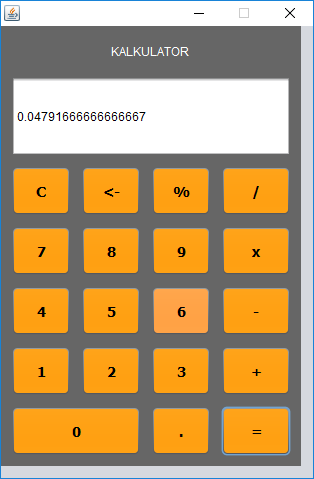 KALKULATOR
0.04791666666666667
C <- % /
7 8 9 x
4 5 6 -
1 2 3 +
0 . =